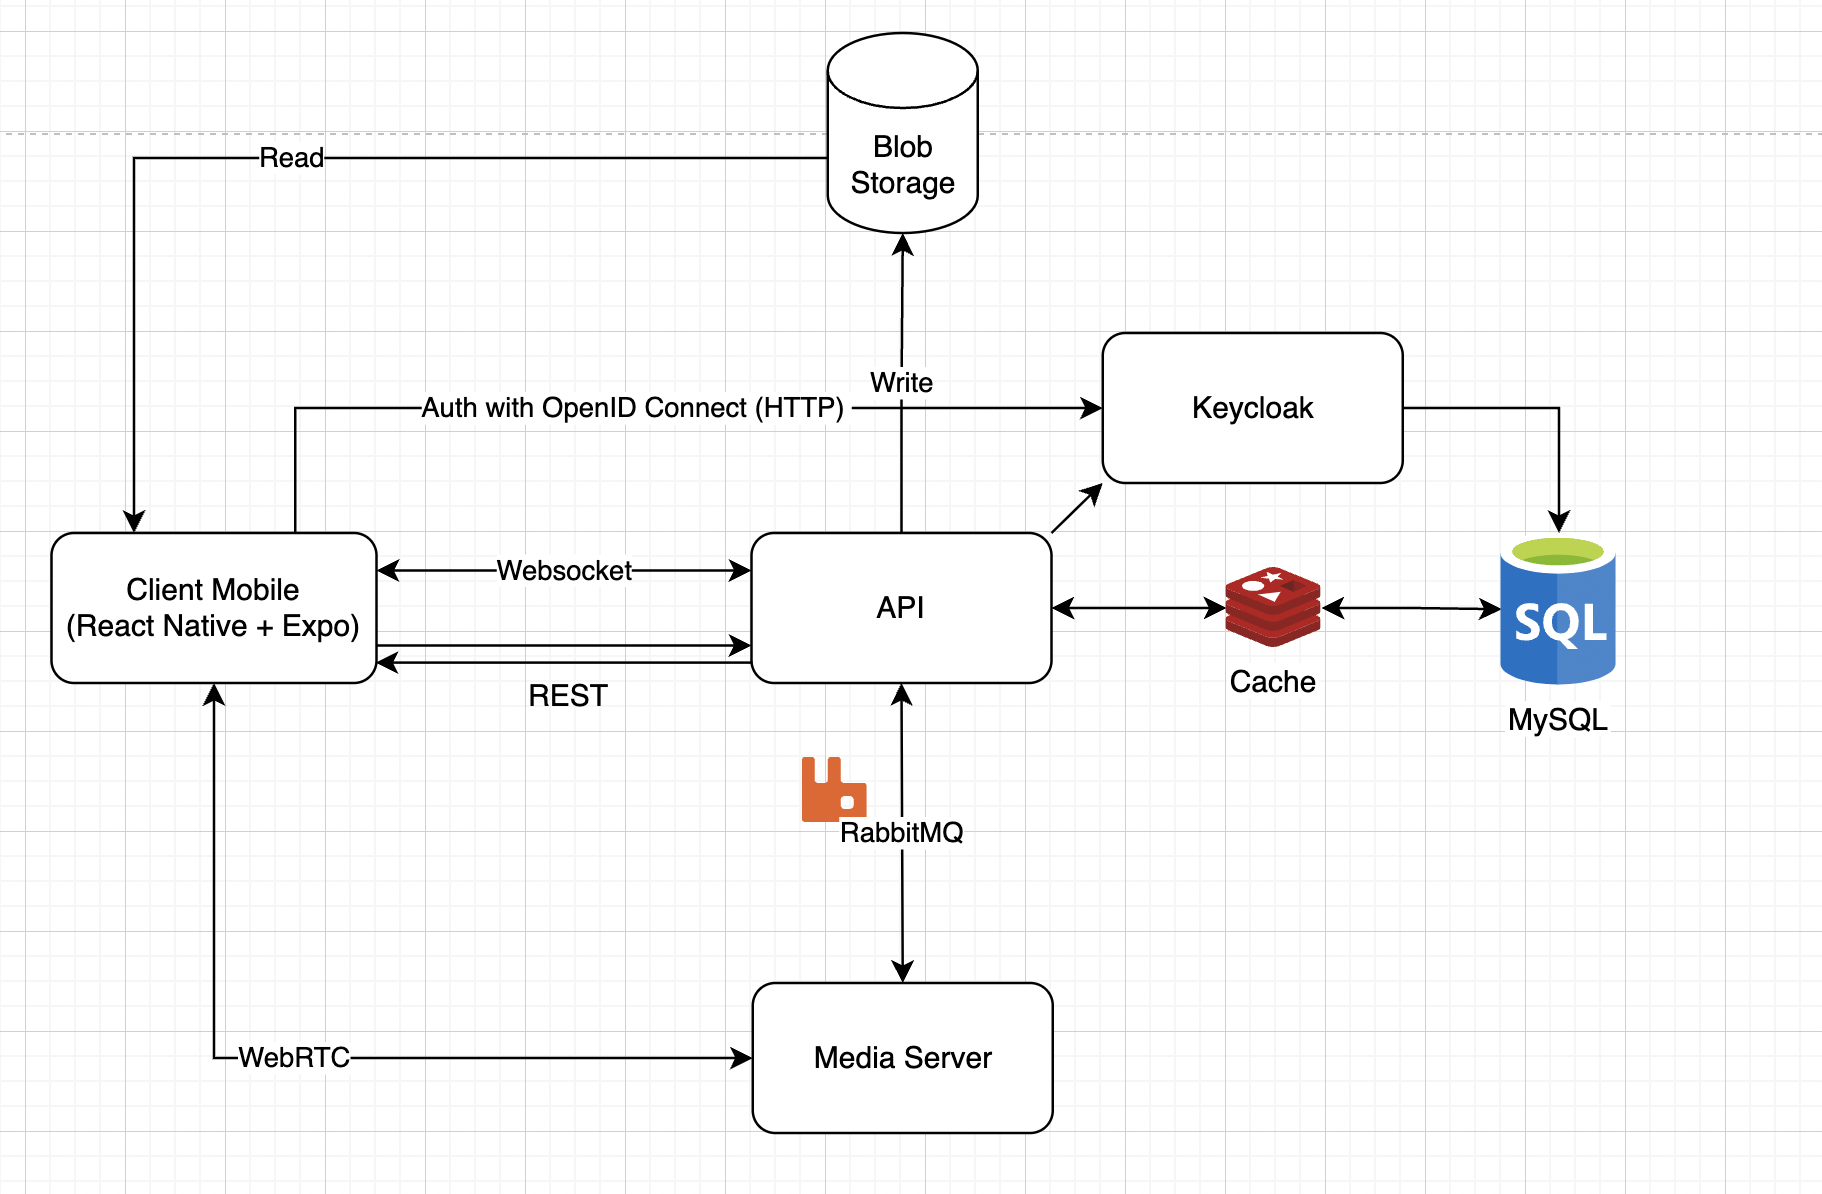 Blob
Storage
Read
Write
Auth with OpenID Connect (HTTP)
Keycloak
Client Mobile
(React Native + Expo)
Websocket
API
REST
SQL
Cache
MySQL
RabbitMQ
WebRTC
Media Server